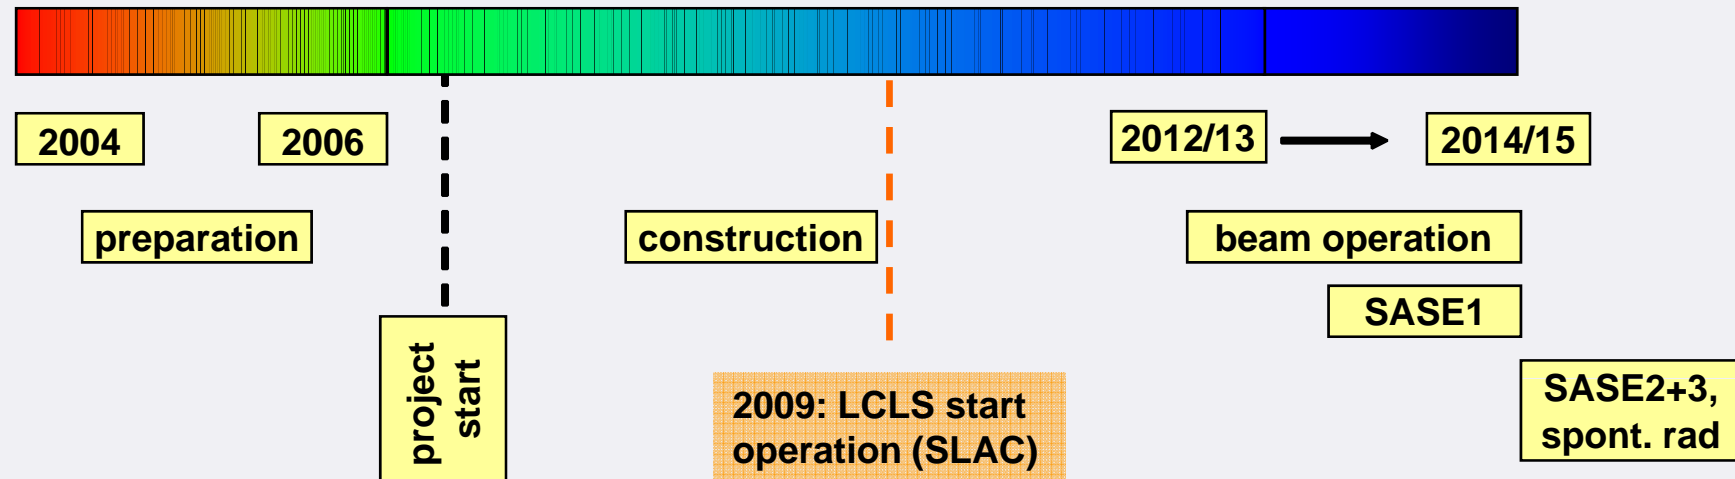 2004
2006
2012/13
2014/15
preparation
construction
beam operation
SASE1
project
start
2009: LCLS start
operation (SLAC)
SASE2+3,
spont. rad